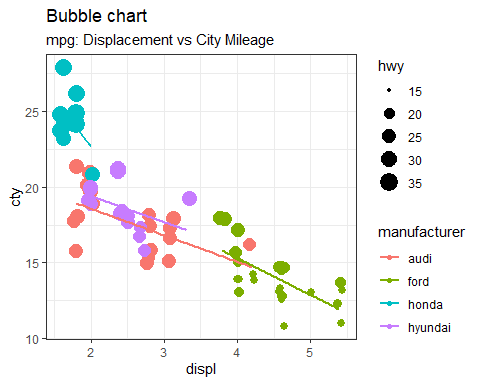 Bubble chart
mpg: Displacement vs City Mileage
cty
25
20
15
10
2
3
4
5
displ
hwy
15
20
25
30
35
manufacturer
audi
ford
honda
hyundai